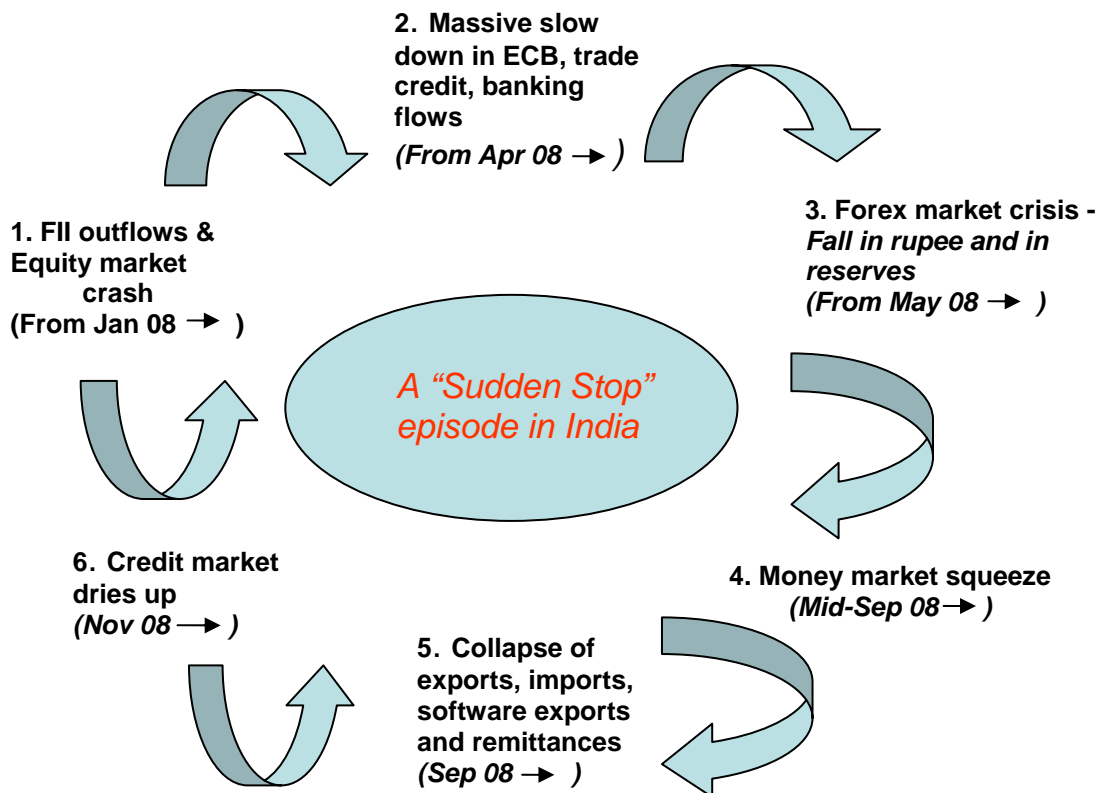 1. FII outflows &
Equity market
crash
(From Jan 08 → )
2. Massive slow
down in ECB, trade
credit, banking
flows
(From Apr 08 → )
3. Forex market crisis -
Fall in rupee and in
reserves
(From May 08 → )
4. Money market squeeze
(Mid-Sep 08→ )
5. Collapse of
exports, imports,
software exports
and remittances
(Sep 08 → )
6. Credit market
dries up
(Nov 08 → )
A “Sudden Stop”
episode in India